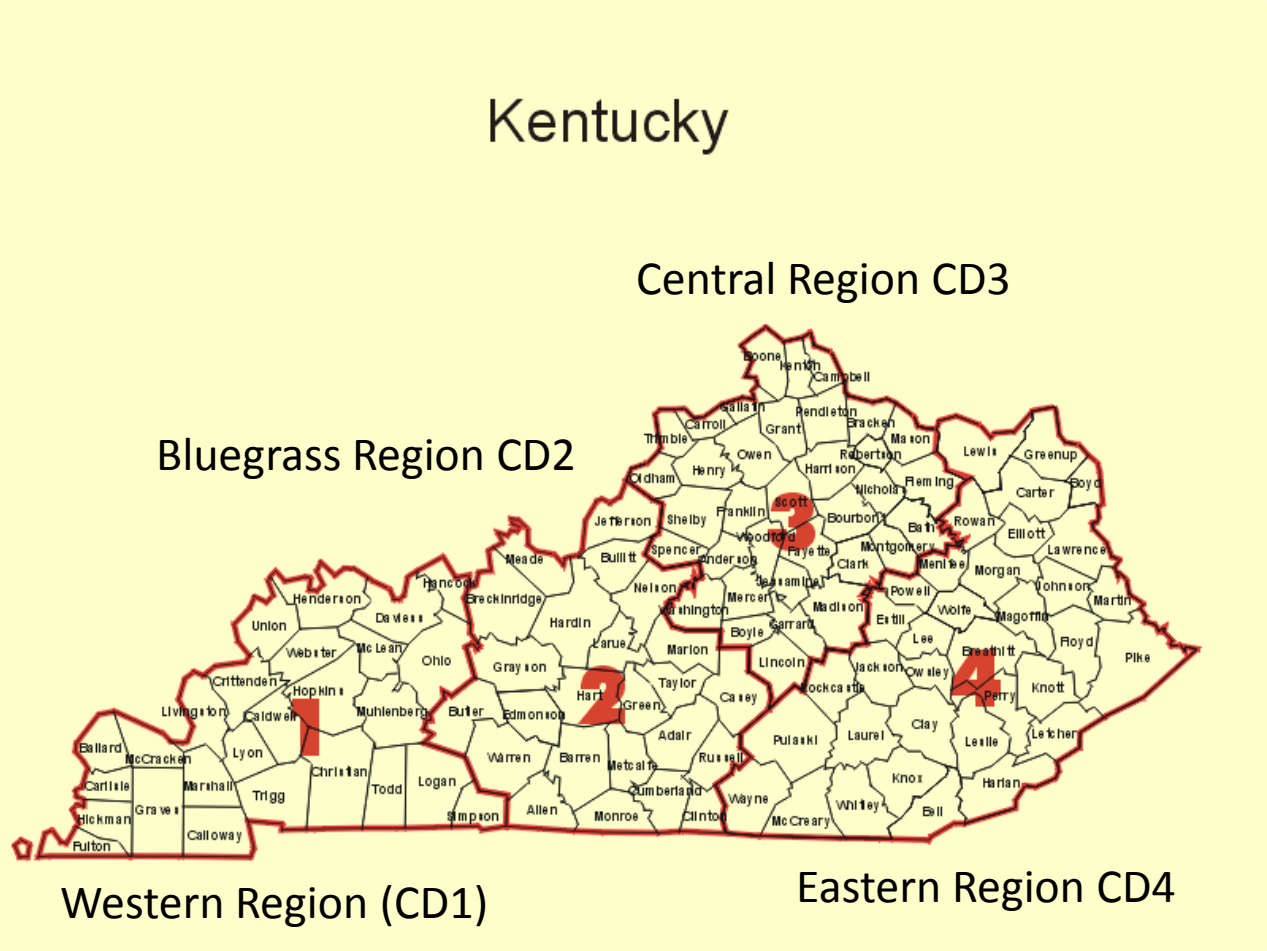 Kentucky
Central Region CD3
Bluegrass Region CD2
Boone
Kenton
Campbell
Gallatin
Pendleton
Carroll
Grant
Bracken
Mason
Trimble
Owen
Robertson
Lewis
Greenup
Henry
Harrison
Oldham
Nicholas
Fleming
Carter
Boyd
Scott
3
Jefferson
Shelby
Franklin
Bourbon
Bath
Rowan
Elliott
Woodford
Fayette
Montgomery
Lawrence
Spencer
Anderson
Clark
Meade
Bullitt
Menifee
Morgan
Hancock
Nelson
Jessamine
Powell
Johnson
Martin
Henderson
Breckinridge
Mercer
Madison
Wolfe
Magoffin
Washington
Daviess
Union
Hardin
Garrard
Estill
Boyle
Lee
Floyd
Larue
Marion
Webster
Mc Lean
Breathitt
Pike
Ohio
Grayson
Lincoln
Jackson
Owsley
4
Crittenden
Hopkins
Hart
2
Taylor
Rockcastle
Perry
Knott
Livingston
Caldwell
1
Muhlenberg
Butler
Edmonson
Green
Casey
Clay
Ballard
Lyon
Adair
Pulaski
Laurel
Leslie
Letcher
McCracken
Warren
Barren
Metcalfe
Russell
Carlisle
Marshall
Trigg
Christian
Todd
Logan
Knox
Harlan
Graves
Cumberland
Wayne
Whitley
Hickman
Simpson
Allen
Monroe
Clinton
McCreary
Bell
Calloway
Fulton
Western Region (CD1)
Eastern Region CD4